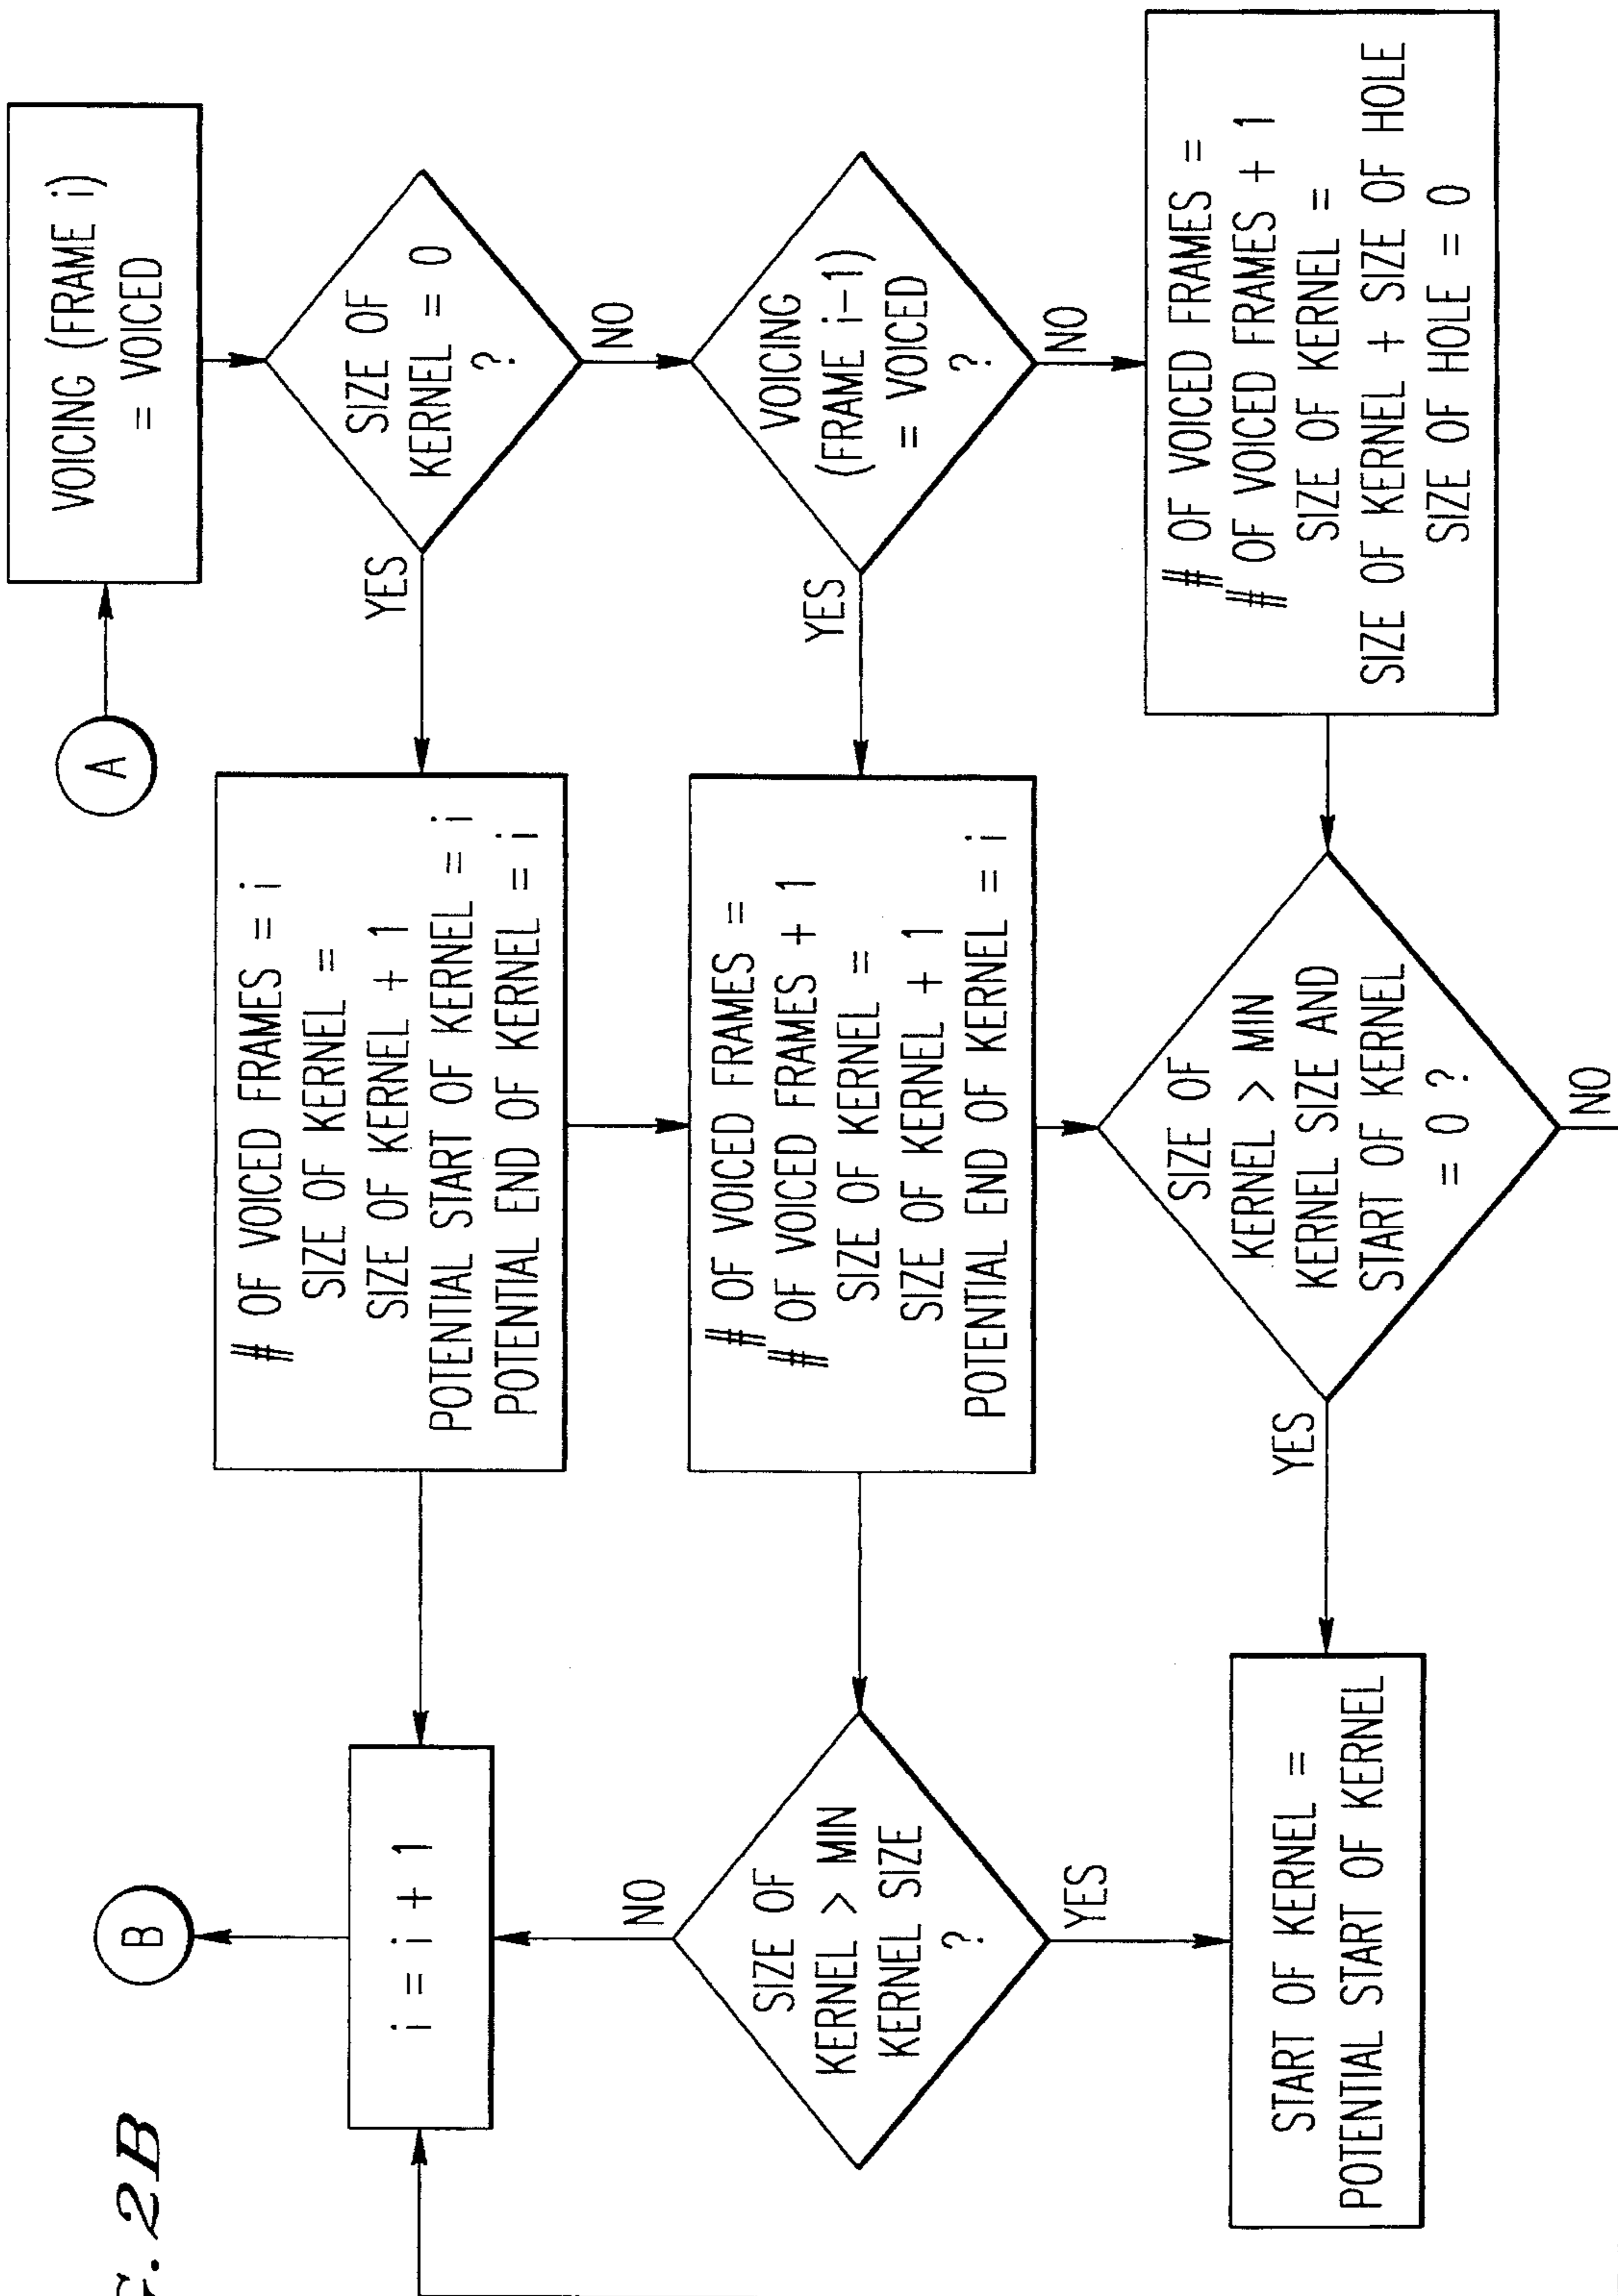 G. 2B
A
VOICING (FRAME i)
= VOICED
SIZE OF
KERNEL = 0
?
YES
NO
# OF VOICED FRAMES = i
SIZE OF KERNEL =
SIZE OF KERNEL + 1
POTENTIAL START OF KERNEL = i
POTENTIAL END OF KERNEL = i
B
i = i + 1
VOICING
(FRAME i-1)
= VOICED
?
YES
NO
# OF VOICED FRAMES =
# OF VOICED FRAMES + 1
SIZE OF KERNEL =
SIZE OF KERNEL + 1
POTENTIAL END OF KERNEL = i
SIZE OF
KERNEL > MIN
KERNEL SIZE
?
NO
YES
# OF VOICED FRAMES =
# OF VOICED FRAMES + 1
SIZE OF KERNEL =
SIZE OF KERNEL + SIZE OF HOLE
SIZE OF HOLE = 0
SIZE OF
KERNEL > MIN
KERNEL SIZE AND
START OF KERNEL
= 0 ?
YES
NO
START OF KERNEL =
POTENTIAL START OF KERNEL